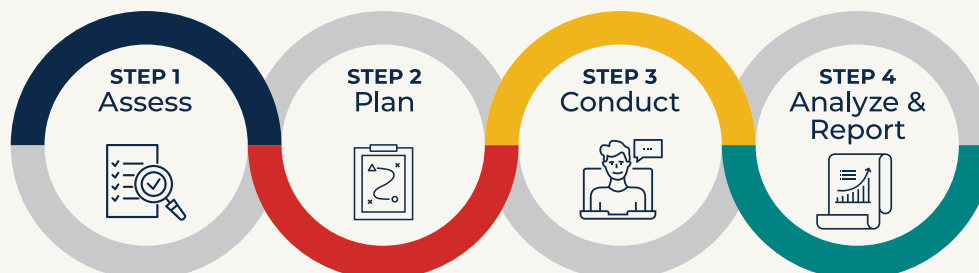 STEP 1
Assess
STEP 2
Plan
STEP 3
Conduct
STEP 4
Analyze &
Report